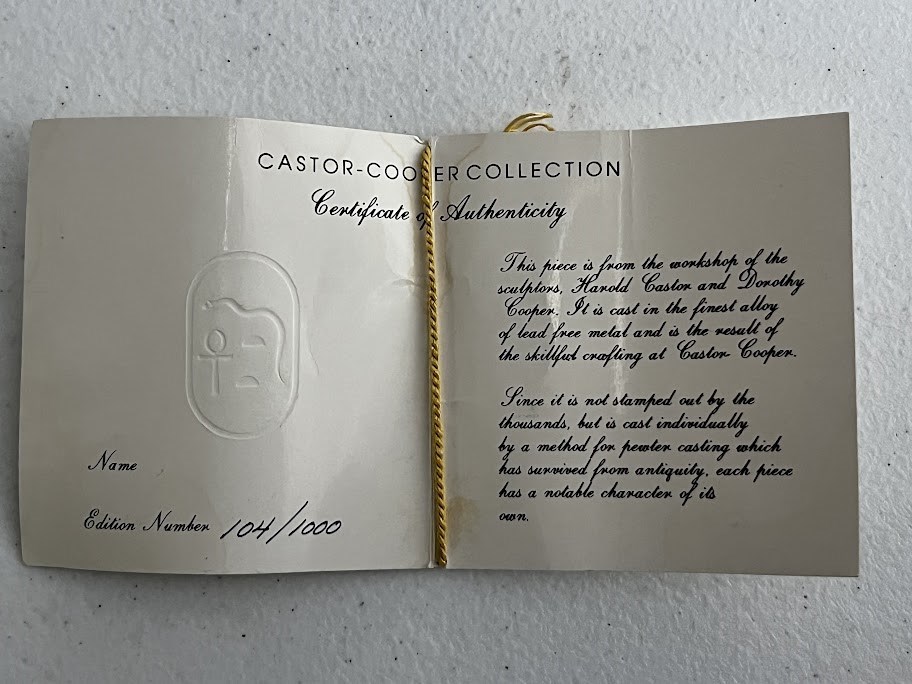 CASTOR-COOPER COLLECTION
Certificate of Authenticity
Name
Edition Number 104/1000
This piece is from the workshop of the
sculptors, Harold Castor and Dorothy
Cooper. It is cast in the finest alloy
of lead free metal and is the result of
the skillful crafting at Castor Cooper.
Since it is not stamped out by the
thousands, but is cast individually
by a method for pewter casting which
has survived from antiquity, each piece
has a notable character of its
own.